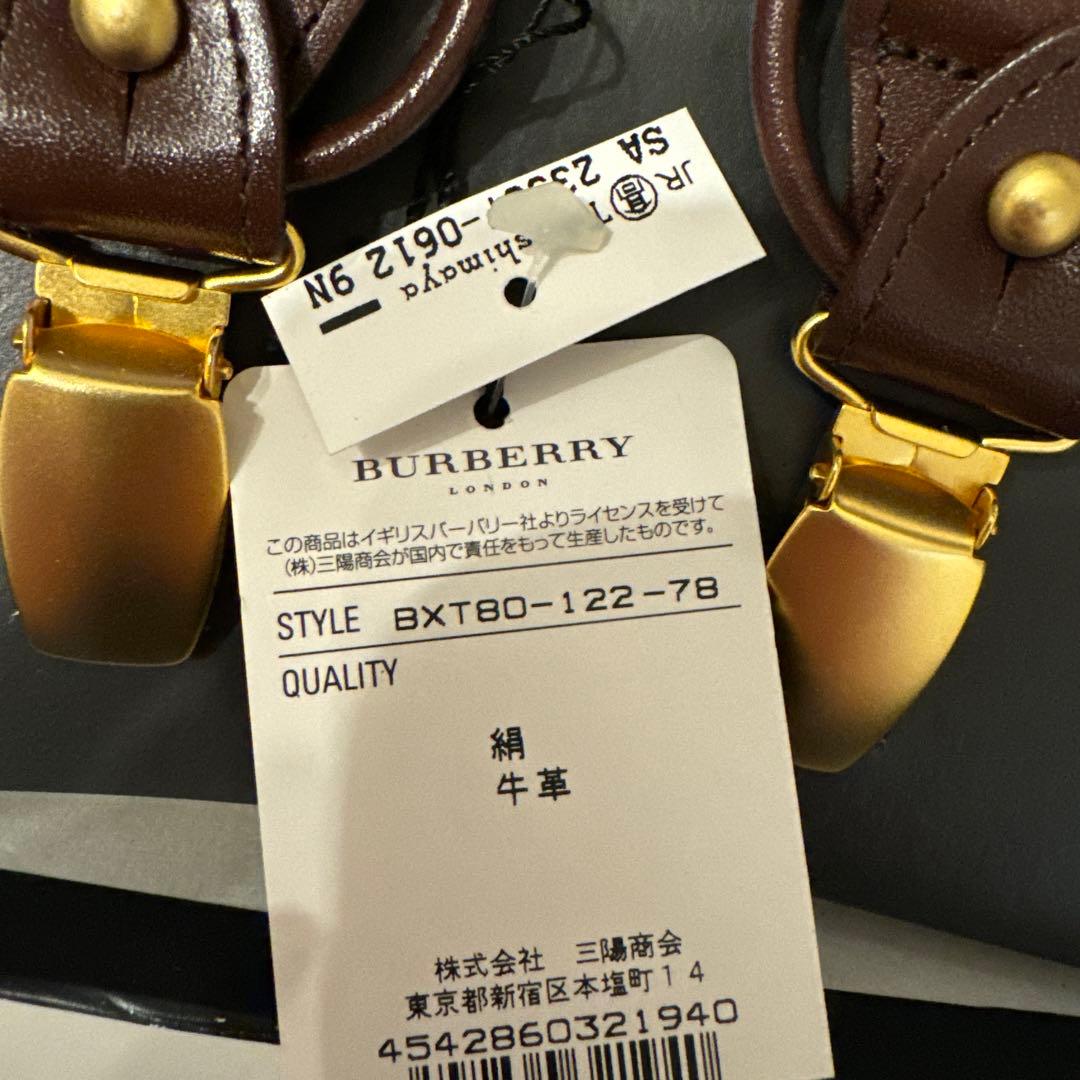 JR
髙 T shimaya
SA 23 -0612 9N
BURBERRY
LONDON
この商品はイギリスバーバリー社よりライセンスを受けて
(株)三陽商会が国内で責任をもって生産したものです。
STYLE BXT80-122-78
QUALITY
絹
牛革
株式会社 三陽商会
東京都新宿区本塩町14
4542860321940